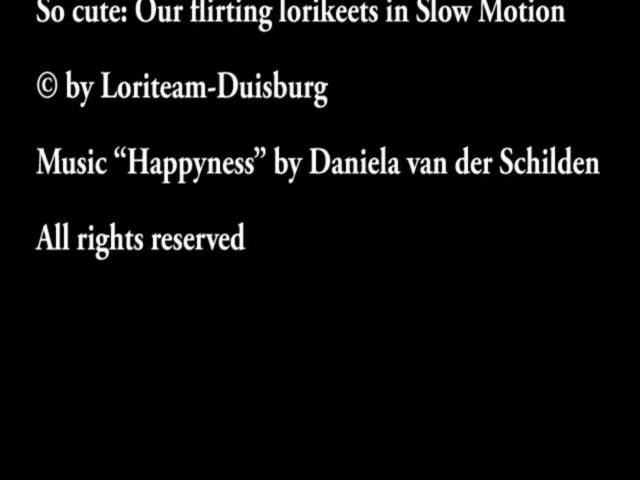 So cute: Our flirting lorikeets in Slow Motion
© by Loriteam-Duisburg
Music “Happyness” by Daniela van der Schilden
All rights reserved